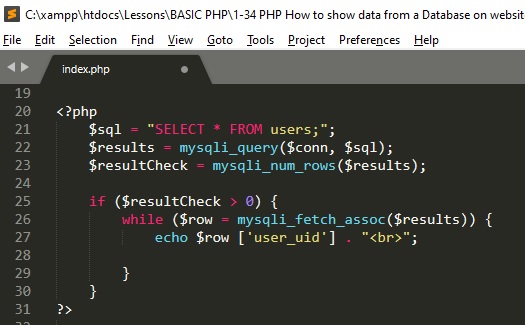 C:\xampp\htdocs\Lessons\BASIC PHP\1-34 PHP How to show data from a Database on websit
File Edit Selection Find View Goto Tools Project Preferences Help
index.php
19
20 <?php
21 $sql = "SELECT * FROM users;";
22 $results = mysqli_query($conn, $sql);
23 $resultCheck = mysqli_num_rows($results);
24
25 if ($resultCheck > 0) {
26 while ($row = mysqli_fetch_assoc($results)) {
27 echo $row ['user_uid'] . "<br>";
28
29 }
30 }
31 ?>
32